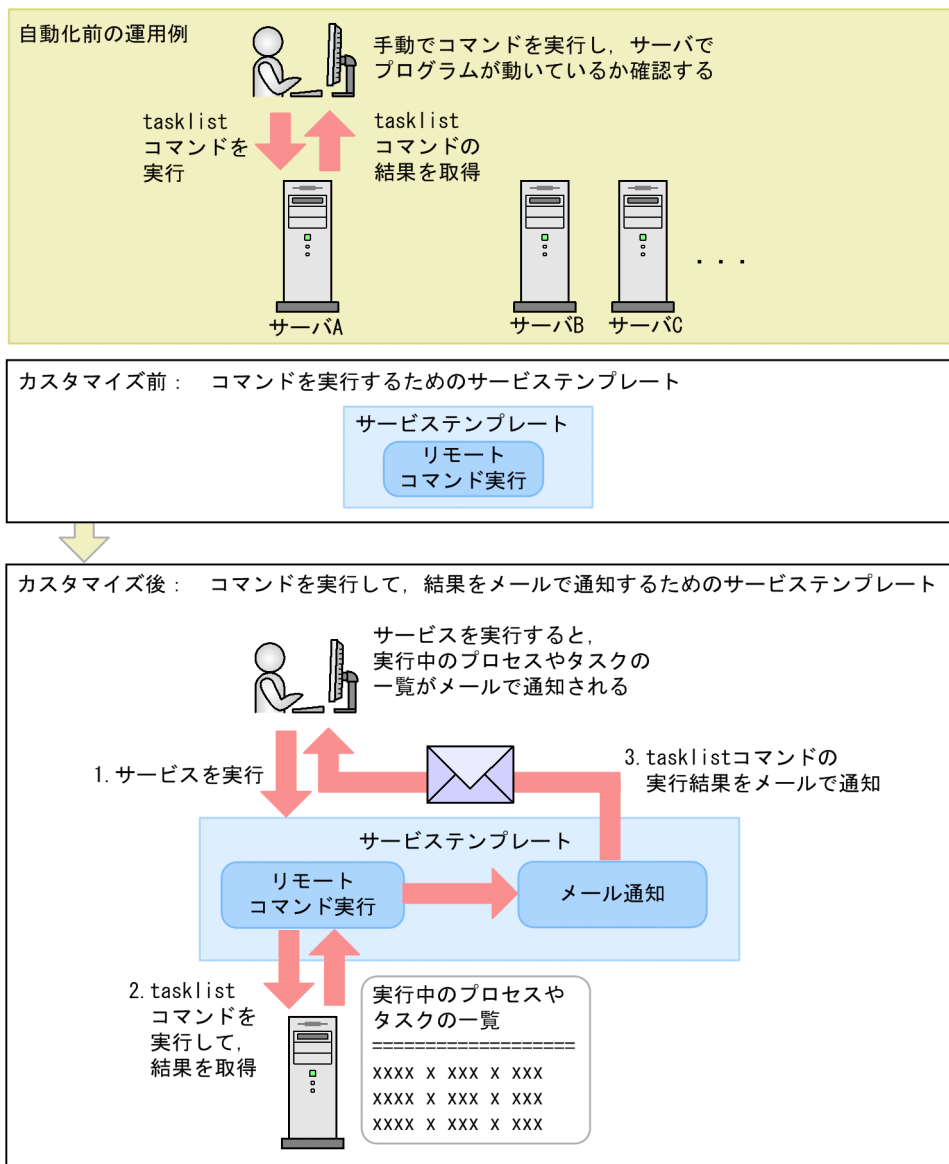 自動化前の運用例
手動でコマンドを実行し，サーバで
プログラムが動いているか確認する
tasklist
コマンドを
実行
tasklist
コマンドの
結果を取得
サーバA
サーバB
サーバC
・・・
カスタマイズ前：　コマンドを実行するためのサービステンプレート
サービステンプレート
リモート
コマンド実行
カスタマイズ後：　コマンドを実行して，結果をメールで通知するためのサービステンプレート
サービスを実行すると，
実行中のプロセスやタスクの
一覧がメールで通知される
1.サービスを実行
3.tasklistコマンドの
実行結果をメールで通知
サービステンプレート
リモート
コマンド実行
メール通知
2.tasklist
コマンドを
実行して，
結果を取得
実行中のプロセスや
タスクの一覧
===================
xxxx x xxx x xxx
xxxx x xxx x xxx
xxxx x xxx x xxx